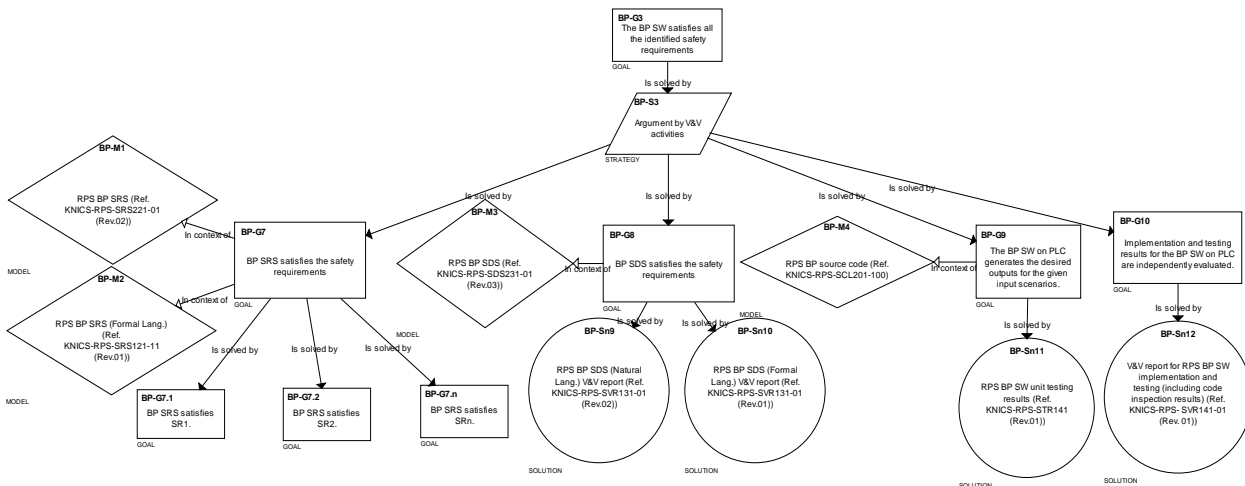 BP-G3
The BP SW satisfies all
the identified safety
requirements
GOAL
Is solved by
BP-S3
Argument by V&V
activities
STRATEGY
Is solved by
Is solved by
Is solved by
Is solved by
BP-M1
RPS BP SRS (Ref.
KNICS-RPS-SRS221-01
(Rev.02))
MODEL
In context of
BP-M2
RPS BP SRS (Formal Lang.)
(Ref.
KNICS-RPS-SRS121-11
(Rev.01))
MODEL
In context of
BP-G7
BP SRS satisfies the safety
requirements
GOAL
Is solved by
Is solved by
Is solved by
BP-G7.1
BP SRS satisfies
SR1.
GOAL
BP-G7.2
BP SRS satisfies
SR2.
GOAL
BP-G7.n
BP SRS satisfies
SRn.
GOAL
BP-M3
RPS BP SDS (Ref.
KNICS-RPS-SDS231-01
(Rev.03))
MODEL
In context of
BP-G8
BP SDS satisfies the safety
requirements
GOAL
Is solved by
Is solved by
BP-Sn9
RPS BP SDS (Natural
Lang.) V&V report (Ref.
KNICS-RPS-SVR131-01
(Rev.02))
SOLUTION
BP-Sn10
RPS BP SDS (Formal
Lang.) V&V report (Ref.
KNICS-RPS-SVR131-01
(Rev.01))
SOLUTION
BP-M4
RPS BP source code (Ref.
KNICS-RPS-SCL201-100)
MODEL
In context of
BP-G9
The BP SW on PLC
generates the desired
outputs for the given
input scenarios.
GOAL
Is solved by
BP-Sn11
RPS BP SW unit testing
results (Ref.
KNICS-RPS-STR141
(Rev.01))
SOLUTION
BP-G10
Implementation and testing
results for the BP SW on PLC
are independently evaluated.
GOAL
Is solved by
BP-Sn12
V&V report for RPS BP SW
implementation and
testing (including code
inspection results) (Ref.
KNICS-RPS- SVR141-01
(Rev. 01))
SOLUTION